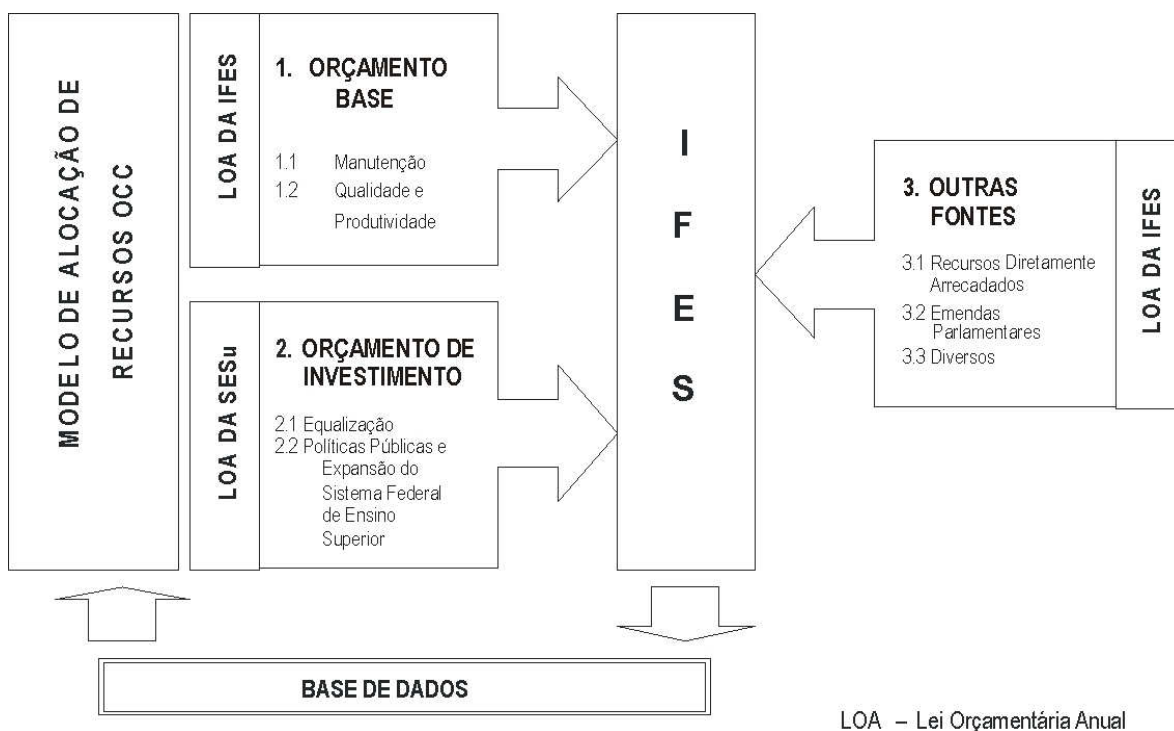 MODELO DE ALOCAÇÃO DE
RECURSOS OCC
LOA DA IFES
1. ORÇAMENTO
BASE
1.1 Manutenção
1.2 Qualidade e
Produtividade
LOA DA SESu
2. ORÇAMENTO DE
INVESTIMENTO
2.1 Equalização
2.2 Políticas Públicas e
Expansão do
Sistema Federal
de Ensino
Superior
I
F
E
S
3. OUTRAS
FONTES
3.1 Recursos Diretamente
Arrecadados
3.2 Emendas
Parlamentares
3.3 Diversos
LOA DA IFES
BASE DE DADOS
LOA – Lei Orçamentária Anual